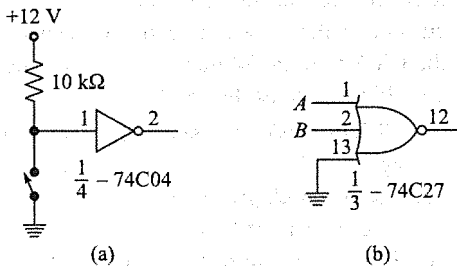 +12 V
10 kΩ
1
2
1/4 – 74C04
(a)
A
1
B
2
13
12
1/3 – 74C27
(b)